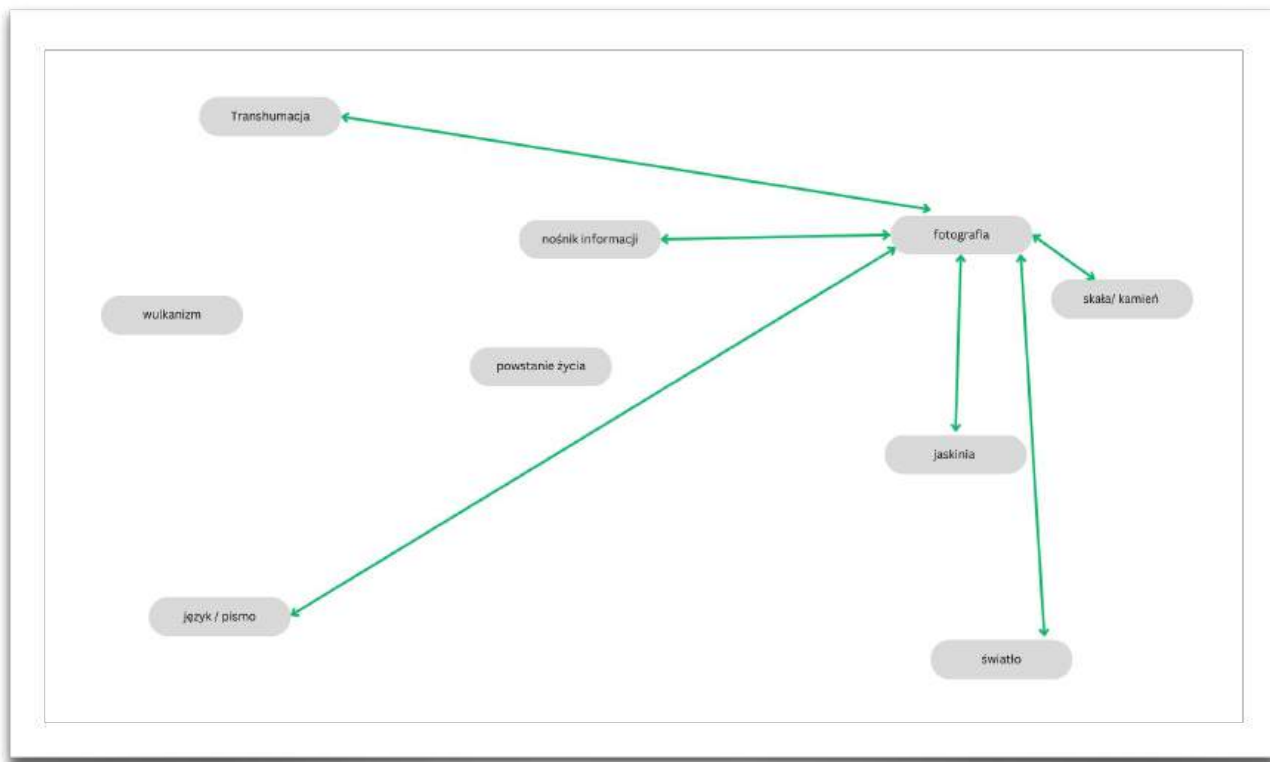 Transhumacja
nośnik informacji
fotografia
skała/ kamień
wulkanizm
powstanie życia
jaskinia
język / pismo
światło